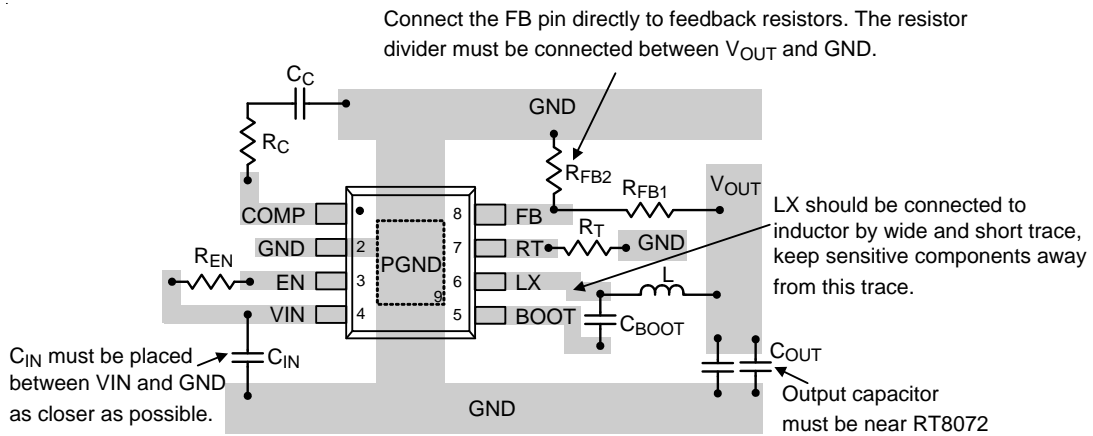 Connect the FB pin directly to feedback resistors. The resistor
divider must be connected between VOUT and GND.
CC
GND
RC
RFB2
RFB1
VOUT
COMP
8
FB
LX should be connected to
inductor by wide and short trace,
keep sensitive components away
from this trace.
GND
2
7
RT
RT
GND
PGND
REN
EN
3
6
LX
L
9
VIN
4
5
BOOT
CBOOT
CIN must be placed
between VIN and GND
as closer as possible.
CIN
COUT
Output capacitor
must be near RT8072
GND